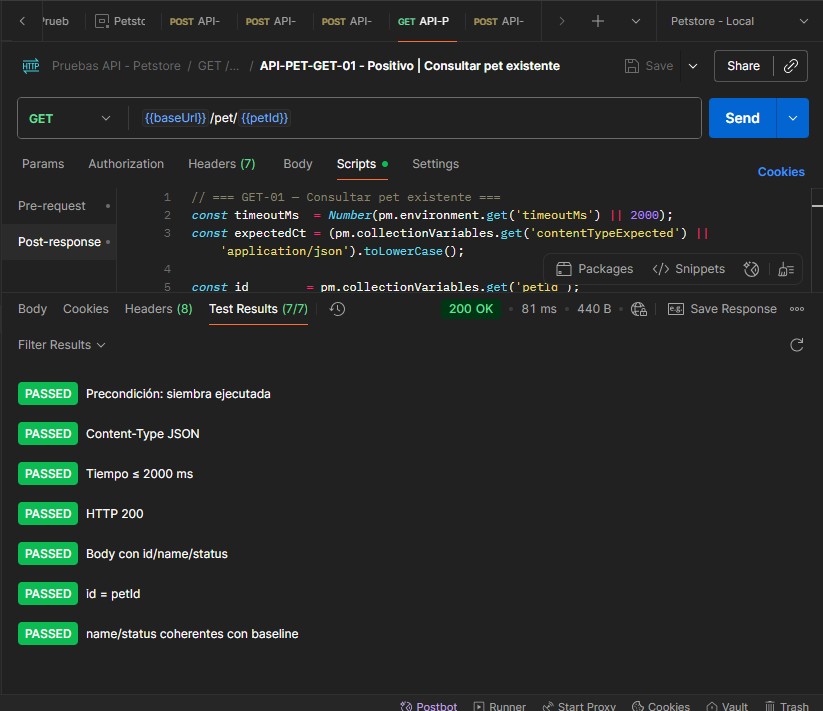 Prueb Petstc POST API- POST API- POST API- GET API-P POST API- Petstore - Local
HTTP Pruebas API - Petstore / GET /... / API-PET-GET-01 - Positivo | Consultar pet existente Save Share
GET {{baseUrl}} /pet/ {{petId}} Send
Params Authorization Headers (7) Body Scripts Settings Cookies
Pre-request
Post-response
1 // === GET-01 — Consultar pet existente ===
2 const timeoutMs = Number(pm.environment.get('timeoutMs') || 2000);
3 const expectedCt = (pm.collectionVariables.get('contentTypeExpected') ||
'application/json').toLowerCase();
4
Packages </> Snippets
5 const id = pm.collectionVariables.get('petId');
Body Cookies Headers (8) Test Results (7/7) 200 OK • 81 ms • 440 B • e.g. Save Response
Filter Results
PASSED Precondición: siembra ejecutada
PASSED Content-Type JSON
PASSED Tiempo ≤ 2000 ms
PASSED HTTP 200
PASSED Body con id/name/status
PASSED id = petId
PASSED name/status coherentes con baseline
Postbot Runner Start Proxy Cookies Vault Trash